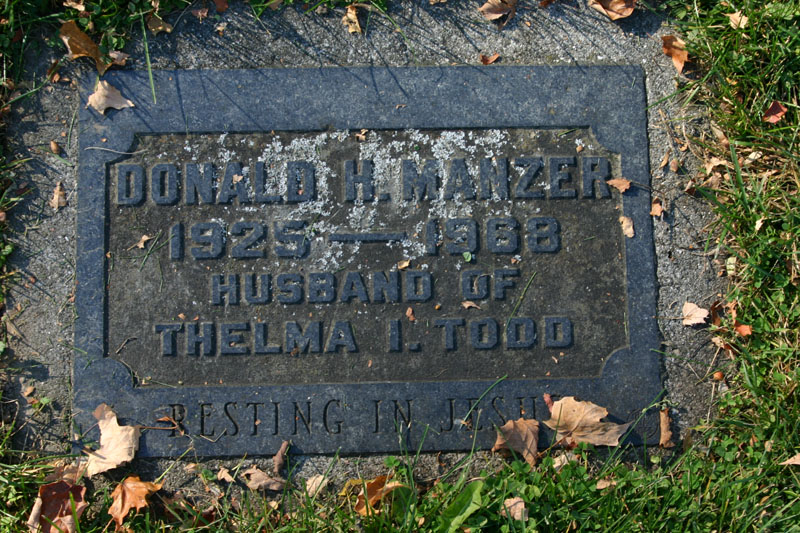 DONALD H. MANZER
1925 — 1968
HUSBAND OF
THELMA I. TODD
RESTING IN JESUS